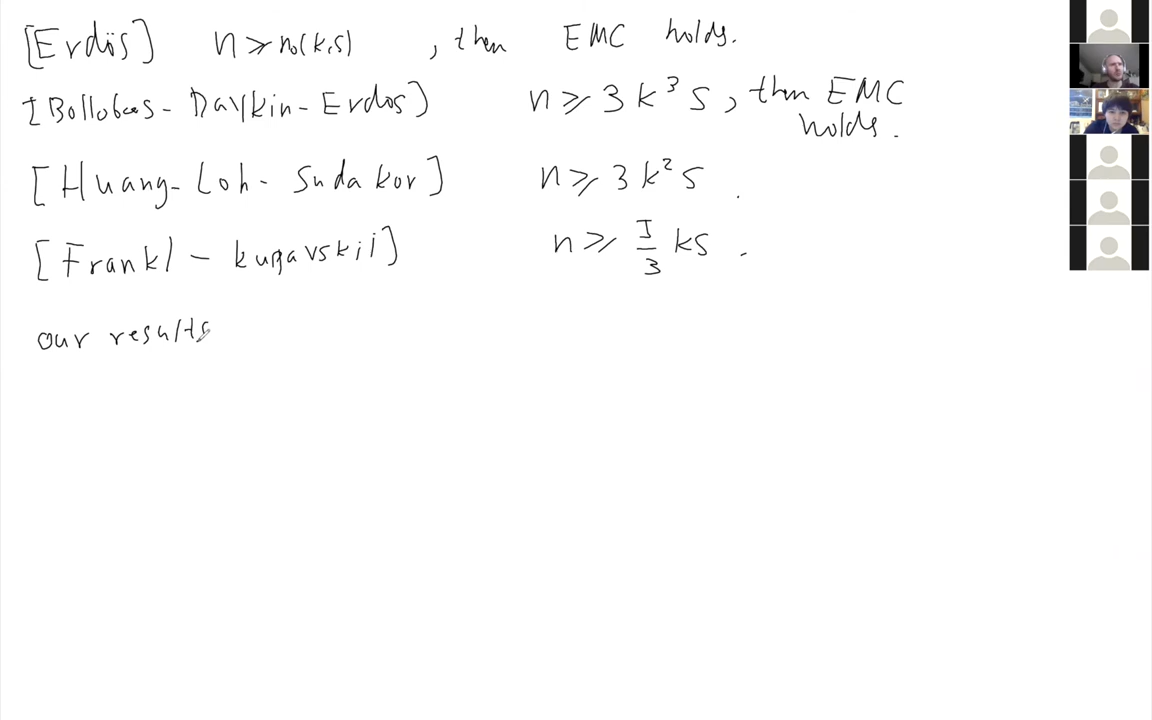 [Erdös] n ≥ n₀(k,s) , then EMC holds.
[Bollobas - Daykin - Erdos] n ≥ 3k³s, then EMC
holds.
[Huang - Loh - Sudakov] n ≥ 3k²s .
[Frankl - kupavskii] n ≥ 5/3 ks .
our results